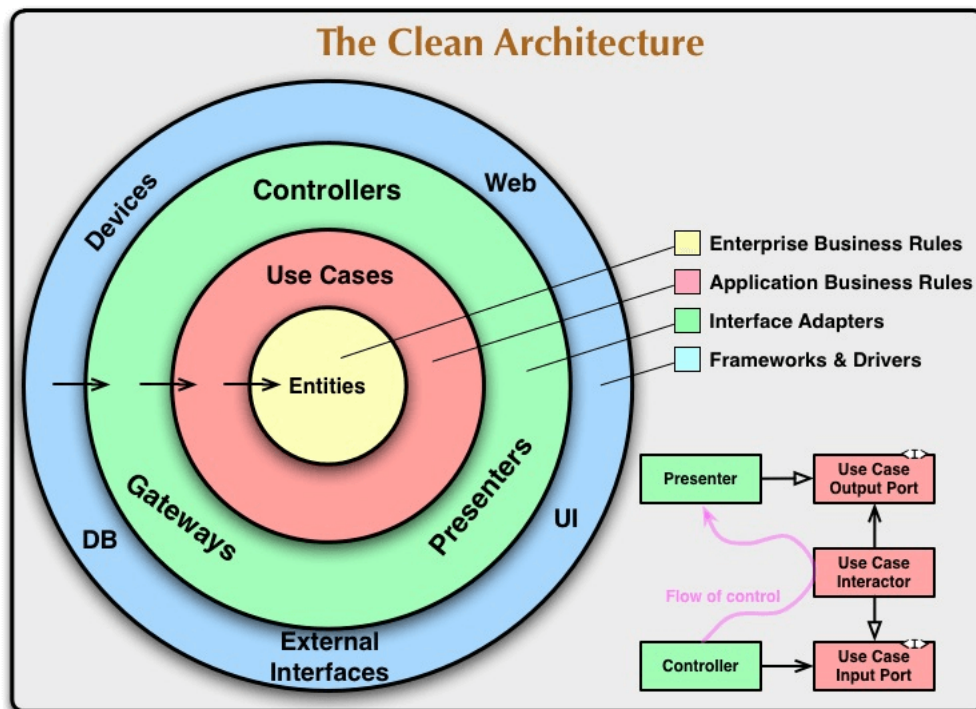 The Clean Architecture
Devices
Web
Controllers
Use Cases
Entities
Gateways
Presenters
DB
UI
External
Interfaces
Enterprise Business Rules
Application Business Rules
Interface Adapters
Frameworks & Drivers
Presenter
<I>
Use Case
Output Port
Flow of control
Use Case
Interactor
Controller
<I>
Use Case
Input Port